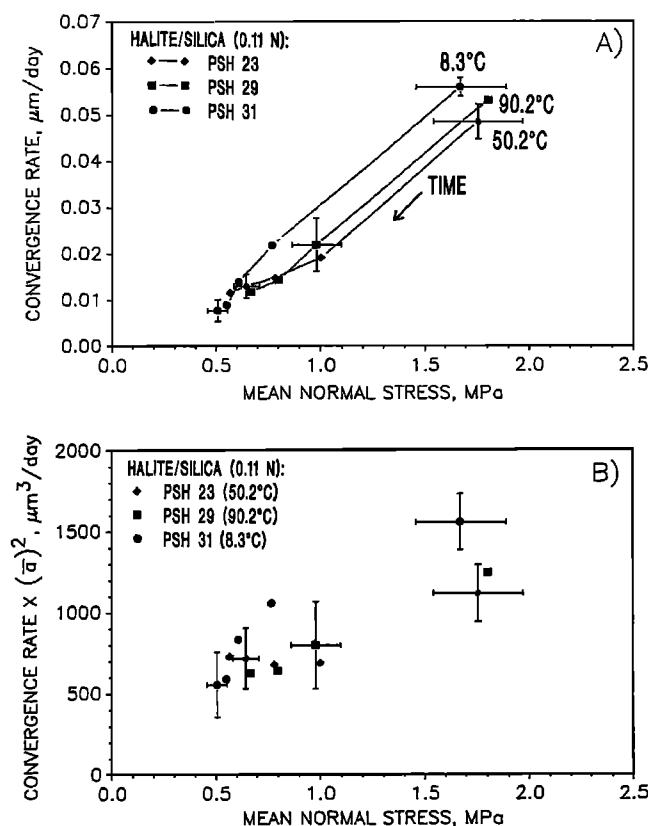 A)
HALITE/SILICA (0.11 N):
PSH 23
PSH 29
PSH 31
8.3°C
90.2°C
50.2°C
TIME
CONVERGENCE RATE, μm/day
0.07
0.06
0.05
0.04
0.03
0.02
0.01
0.00
0.0 0.5 1.0 1.5 2.0 2.5
MEAN NORMAL STRESS, MPa
B)
HALITE/SILICA (0.11 N):
PSH 23 (50.2°C)
PSH 29 (90.2°C)
PSH 31 (8.3°C)
CONVERGENCE RATE × (a̅)², μm³/day
2000
1500
1000
500
0
0.0 0.5 1.0 1.5 2.0 2.5
MEAN NORMAL STRESS, MPa